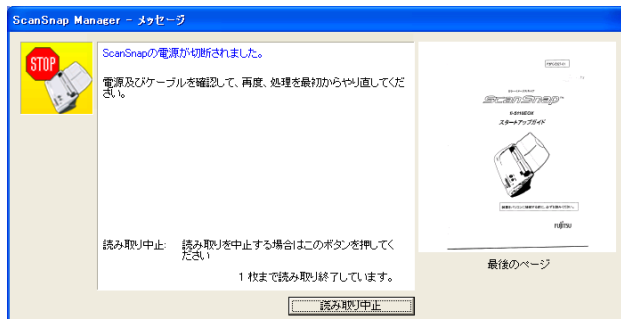 ScanSnap Manager - メッセージ
STOP
ScanSnapの電源が切断されました。
電源及びケーブルを確認して、再度、処理を最初からやり直してくだ
さい。
ScanSnap
スタートアップガイド
FUJITSU
読み取り中止: 読み取りを中止する場合はこのボタンを押してく
ださい
1 枚まで読み取り終了しています。
最後のページ
読み取り中止